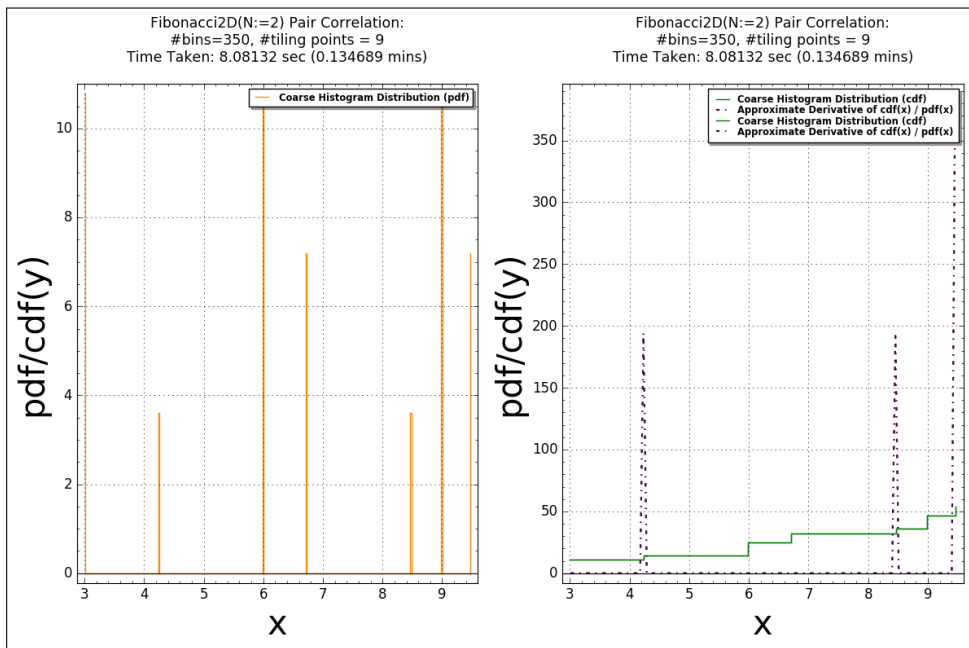 Fibonacci2D(N:=2) Pair Correlation:
#bins=350, #tiling points = 9
Time Taken: 8.08132 sec (0.134689 mins)
Coarse Histogram Distribution (pdf)
pdf/cdf(y)
10
8
6
4
2
0
3 4 5 6 7 8 9
x
Fibonacci2D(N:=2) Pair Correlation:
#bins=350, #tiling points = 9
Time Taken: 8.08132 sec (0.134689 mins)
Coarse Histogram Distribution (cdf)
Approximate Derivative of cdf(x) / pdf(x)
Coarse Histogram Distribution (cdf)
Approximate Derivative of cdf(x) / pdf(x)
pdf/cdf(y)
350
300
250
200
150
100
50
0
3 4 5 6 7 8 9
x